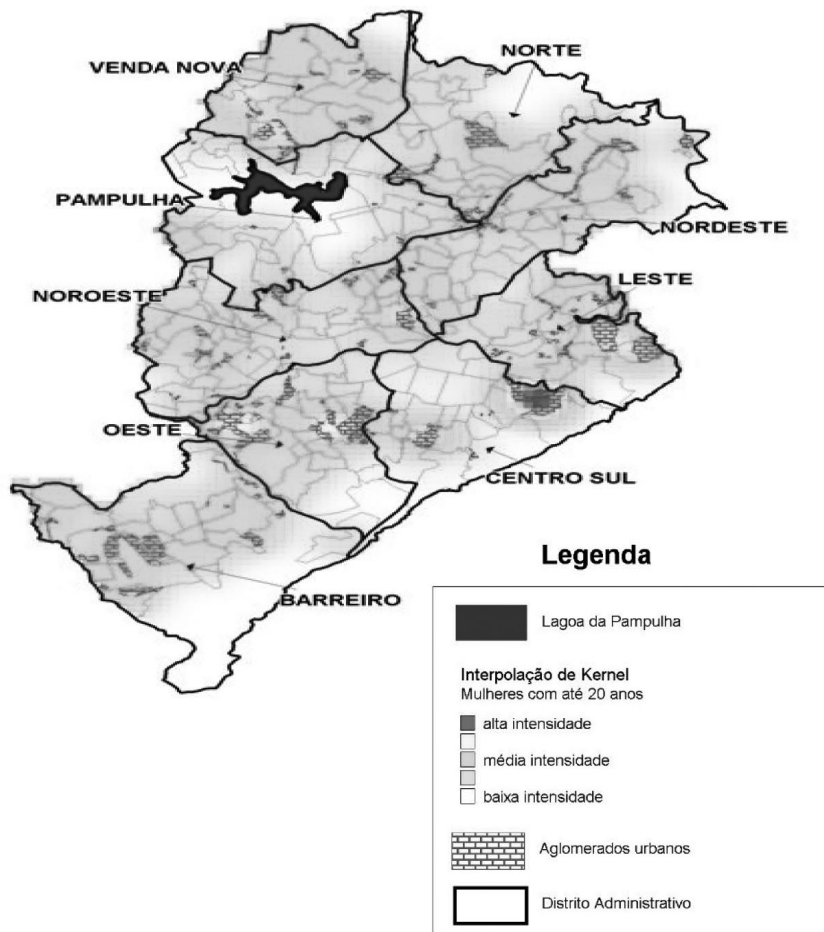 VENDA NOVA
NORTE
PAMPULHA
NORDESTE
LESTE
NOROESTE
OESTE
CENTRO SUL
BARREIRO
Legenda
Lagoa da Pampulha
Interpolação de Kernel
Mulheres com até 20 anos
alta intensidade
média intensidade
baixa intensidade
Aglomerados urbanos
Distrito Administrativo